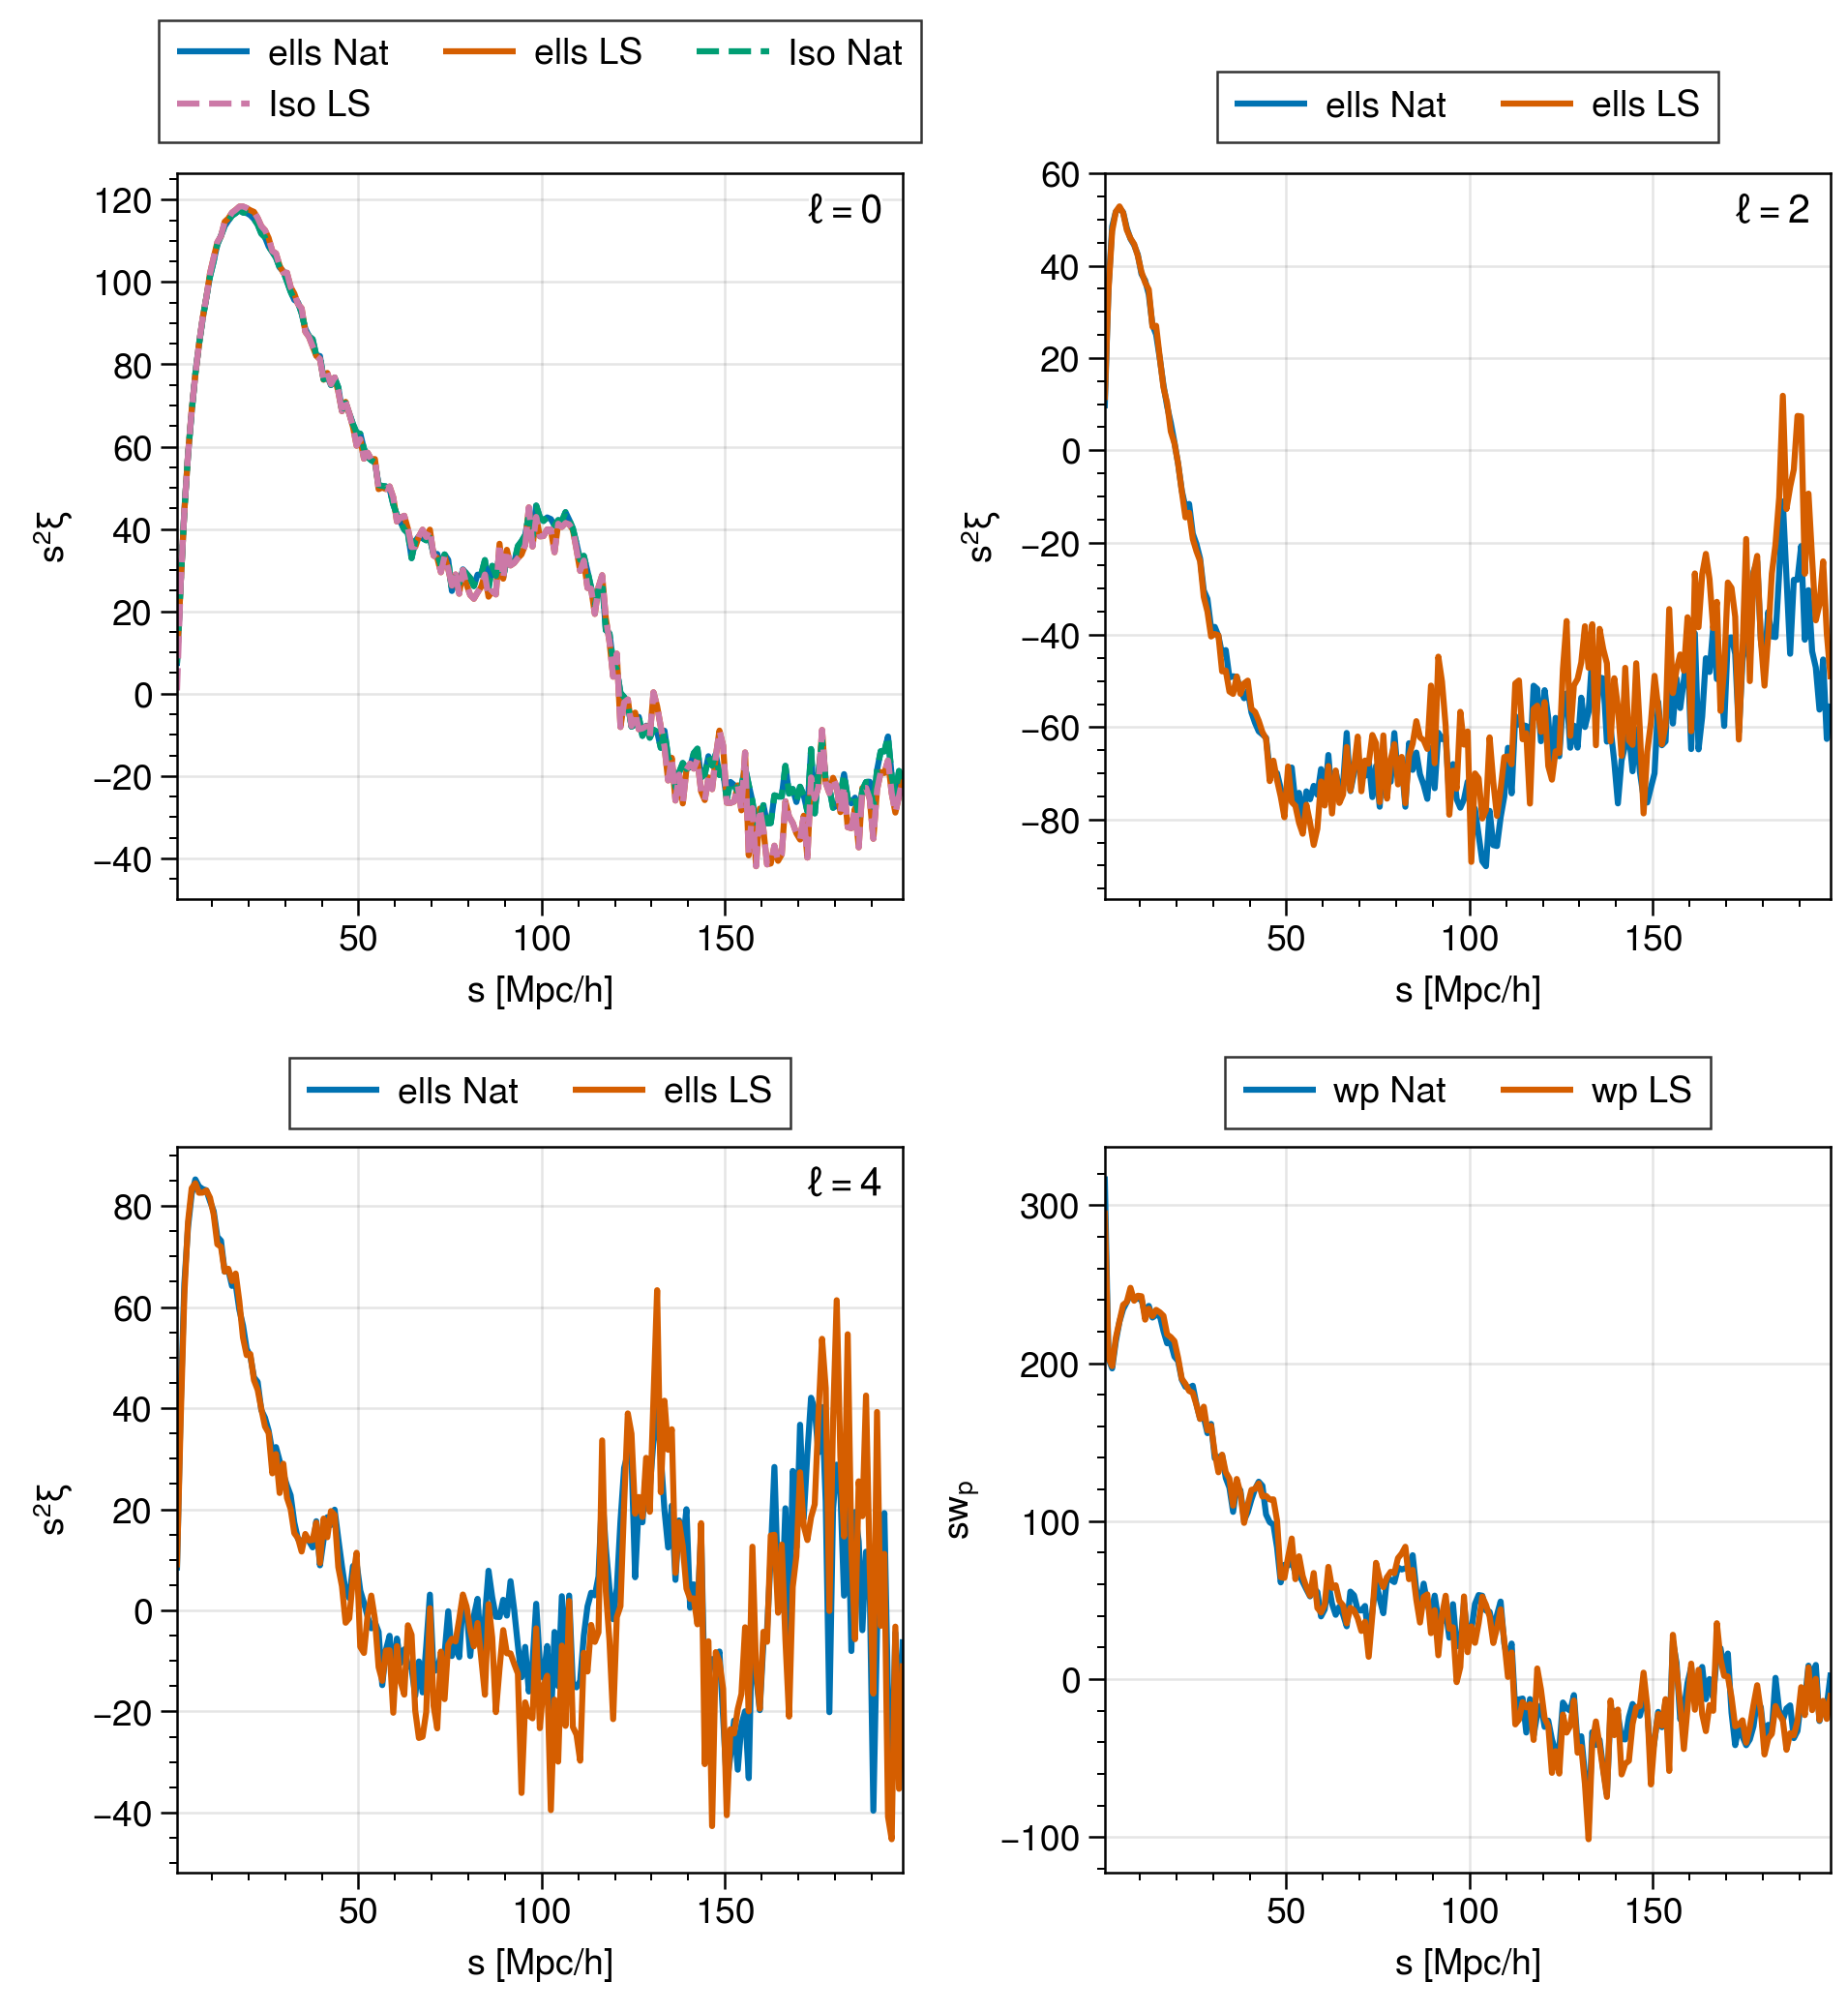 ells Nat ells LS Iso Nat
Iso LS
ells Nat ells LS
ℓ = 0
120
100
80
60
40
20
0
−20
−40
s²ξ
50 100 150
s [Mpc/h]
ℓ = 2
60
40
20
0
−20
−40
−60
−80
s²ξ
50 100 150
s [Mpc/h]
ells Nat ells LS
ℓ = 4
80
60
40
20
0
−20
−40
s²ξ
50 100 150
s [Mpc/h]
wp Nat wp LS
300
200
100
0
−100
swₚ
50 100 150
s [Mpc/h]